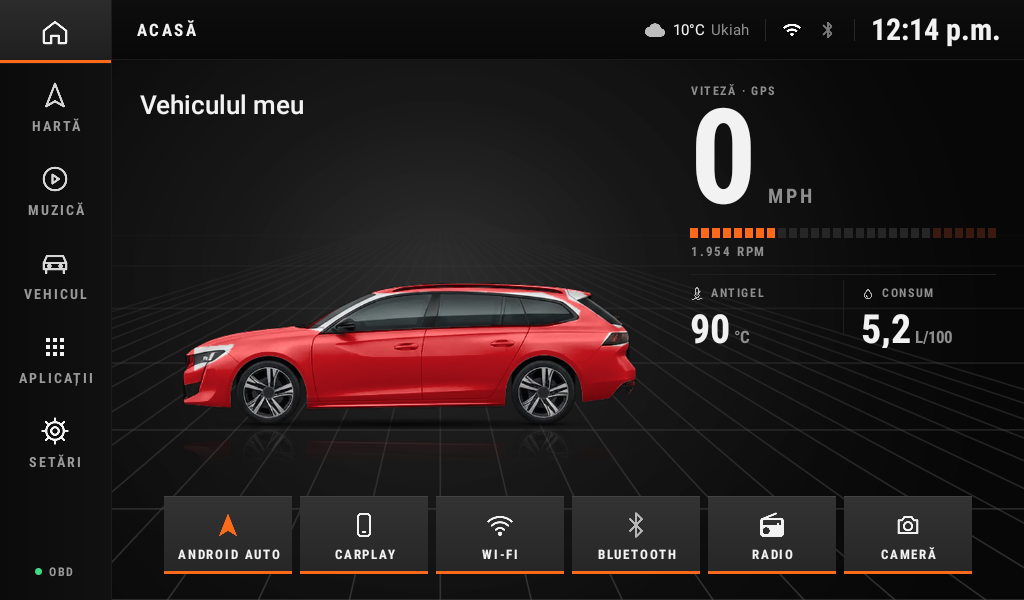 ACASĂ
10°C Ukiah
12:14 p.m.
HARTĂ
MUZICĂ
VEHICUL
APLICAȚII
SETĂRI
OBD
Vehiculul meu
VITEZĂ · GPS
0 MPH
1.954 RPM
ANTIGEL
90 °C
CONSUM
5,2 L/100
ANDROID AUTO
CARPLAY
WI-FI
BLUETOOTH
RADIO
CAMERĂ